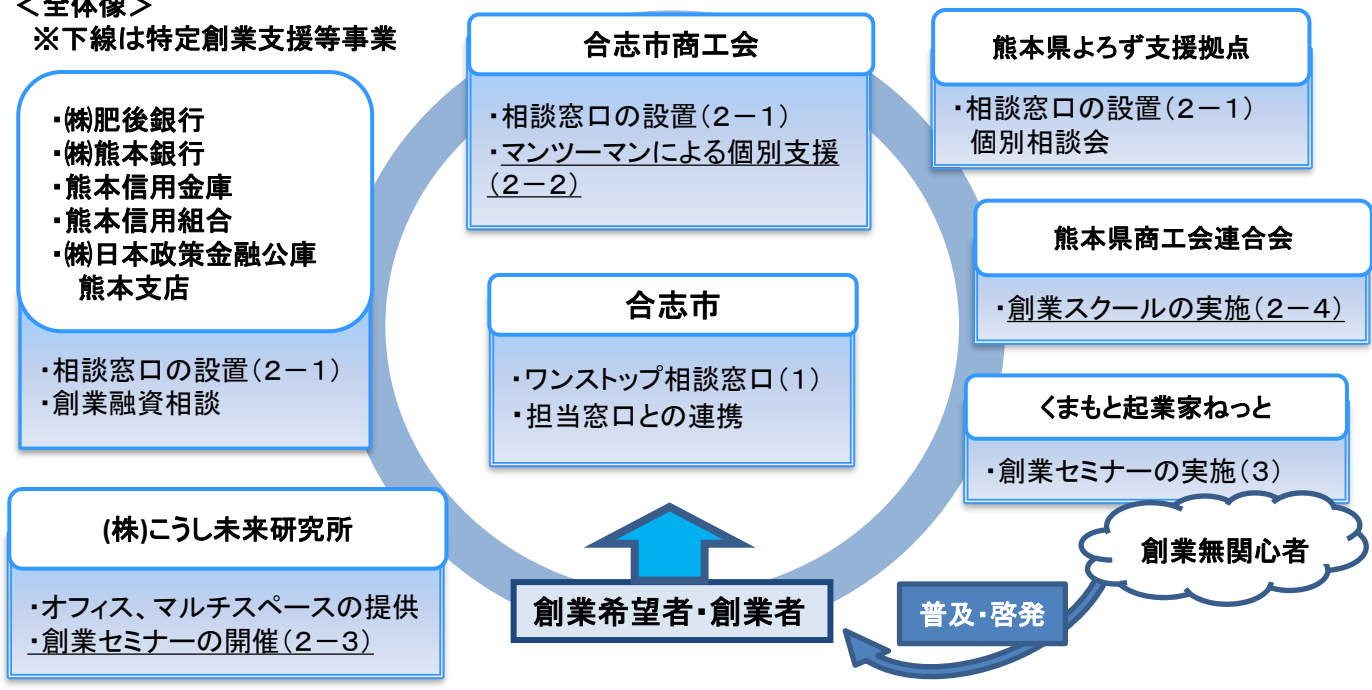 ＜全体像＞
※下線は特定創業支援等事業
・㈱肥後銀行
・㈱熊本銀行
・熊本信用金庫
・熊本信用組合
・㈱日本政策金融公庫
熊本支店
・相談窓口の設置（２－１）
・創業融資相談
(株)こうし未来研究所
・オフィス、マルチスペースの提供
・創業セミナーの開催（２－３）
合志市商工会
・相談窓口の設置（２－１）
・マンツーマンによる個別支援
（２－２）
合志市
・ワンストップ相談窓口（１）
・担当窓口との連携
創業希望者・創業者
熊本県よろず支援拠点
・相談窓口の設置（２－１）
個別相談会
熊本県商工会連合会
・創業スクールの実施（２－４）
くまもと起業家ねっと
・創業セミナーの実施（３）
創業無関心者
普及・啓発